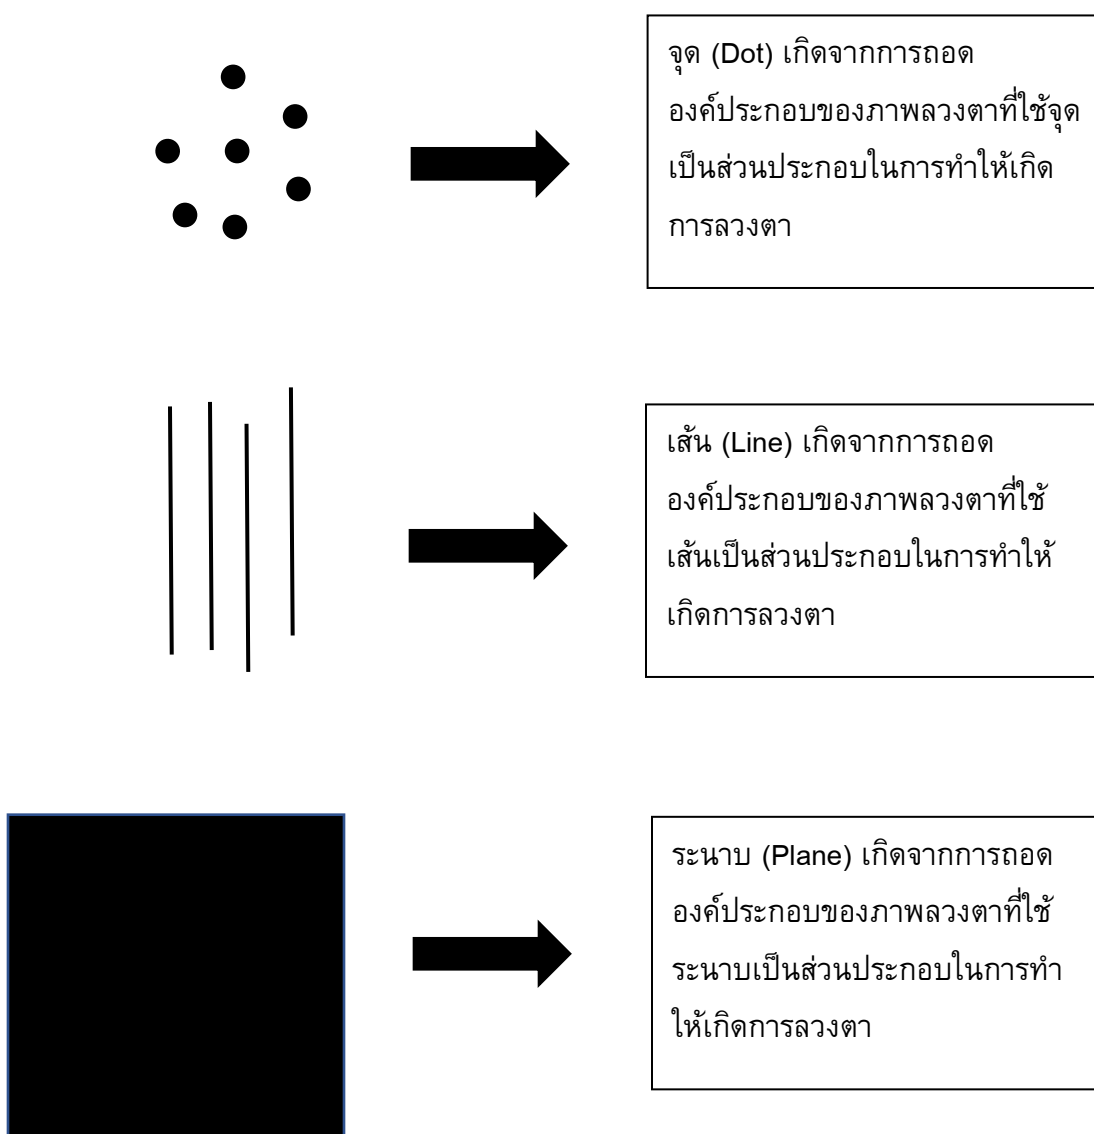 จุด (Dot) เกิดจากการถอด
องค์ประกอบของภาพลวงตาที่ใช้จุด
เป็นส่วนประกอบในการทำให้เกิด
การลวงตา
เส้น (Line) เกิดจากการถอด
องค์ประกอบของภาพลวงตาที่ใช้
เส้นเป็นส่วนประกอบในการทำให้
เกิดการลวงตา
ระนาบ (Plane) เกิดจากการถอด
องค์ประกอบของภาพลวงตาที่ใช้
ระนาบเป็นส่วนประกอบในการทำ
ให้เกิดการลวงตา